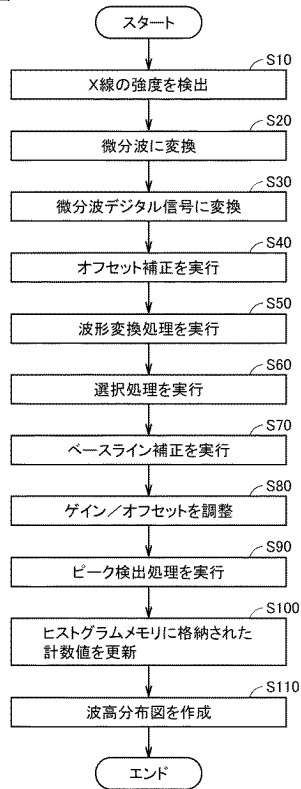 スタート
S10
X線の強度を検出
S20
微分波に変換
S30
微分波デジタル信号に変換
S40
オフセット補正を実行
S50
波形変換処理を実行
S60
選択処理を実行
S70
ベースライン補正を実行
S80
ゲイン／オフセットを調整
S90
ピーク検出処理を実行
S100
ヒストグラムメモリに格納された
計数値を更新
S110
波高分布図を作成
エンド